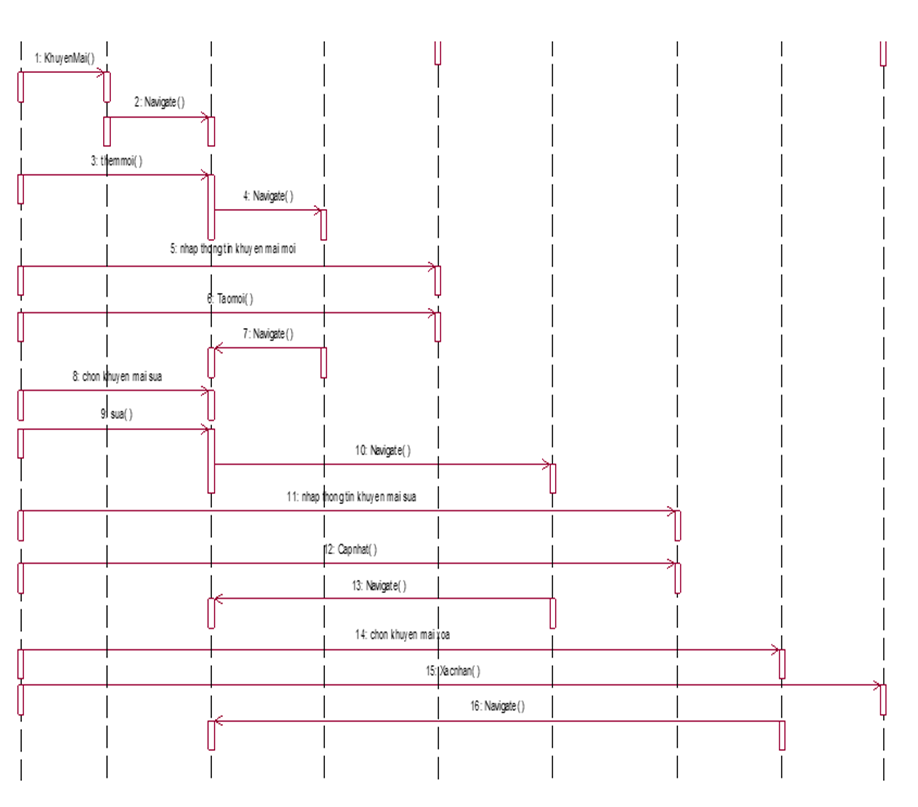 1: KhuyenMai()
2: Navigate()
3: themmoi()
4: Navigate()
5: nhap thong tin khuyen mai moi
6: Taomoi()
7: Navigate()
8: chon khuyen mai sua
9: sua()
10: Navigate()
11: nhap thong tin khuyen mai sua
12: Capnhat()
13: Navigate()
14: chon khuyen mai xoa
15: Xacnhan()
16: Navigate()